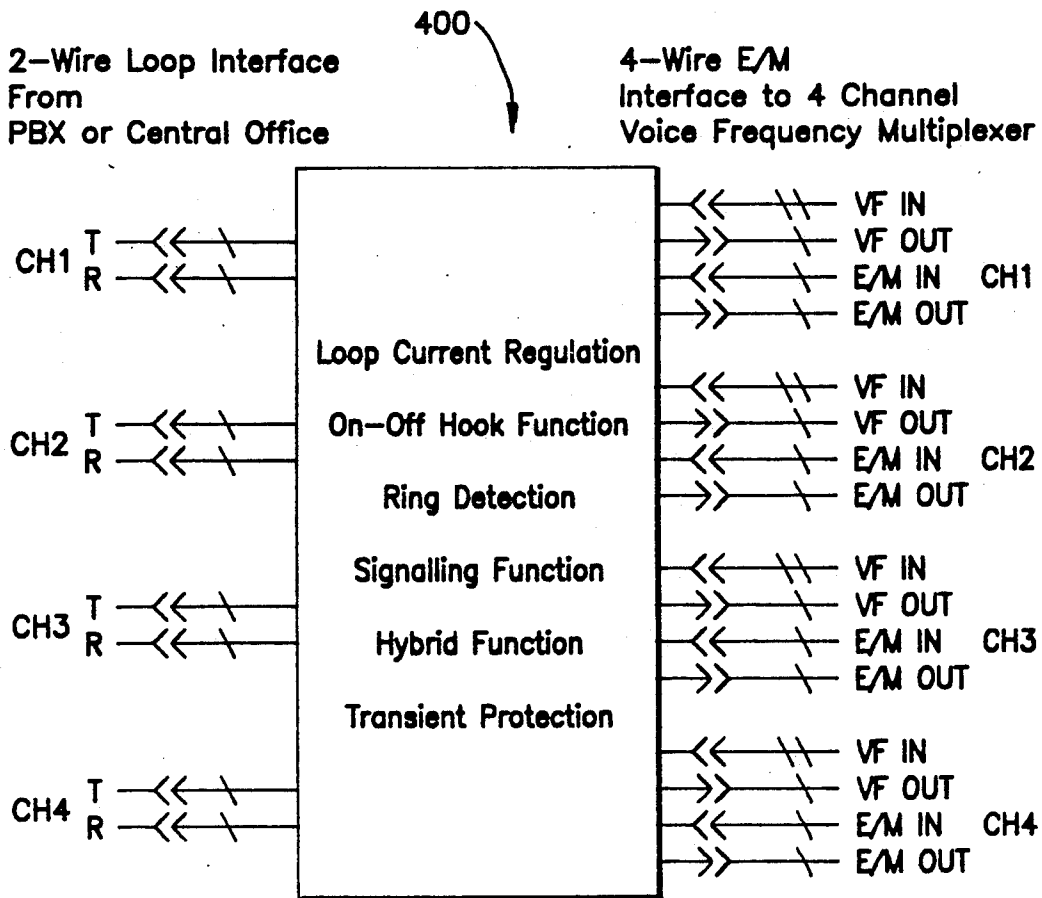 400
2-Wire Loop Interface
From
PBX or Central Office
4-Wire E/M
Interface to 4 Channel
Voice Frequency Multiplexer
CH1
T
R
CH2
T
R
CH3
T
R
CH4
T
R
Loop Current Regulation
On-Off Hook Function
Ring Detection
Signalling Function
Hybrid Function
Transient Protection
VF IN
VF OUT
E/M IN CH1
E/M OUT
VF IN
VF OUT
E/M IN CH2
E/M OUT
VF IN
VF OUT
E/M IN CH3
E/M OUT
VF IN
VF OUT
E/M IN CH4
E/M OUT